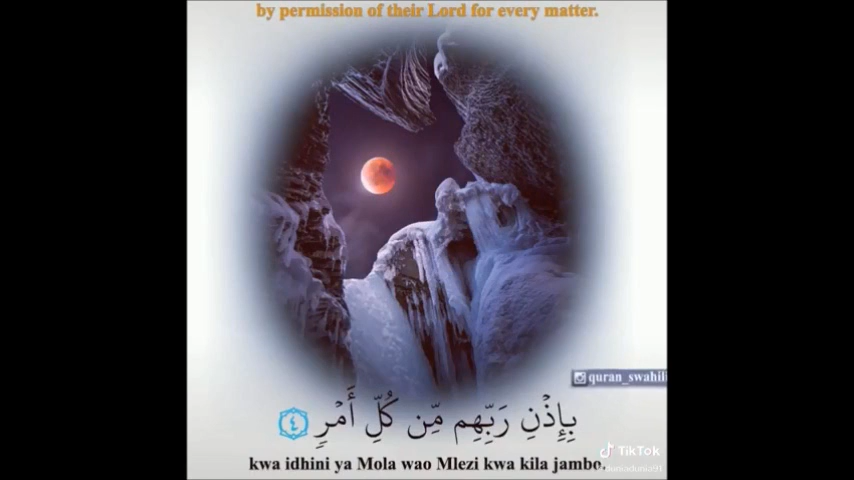 by permission of their Lord for every matter.
quran_swahili
بِإِذْنِ رَبِّهِم مِّن كُلِّ أَمْرٍ ٤
TikTok
duniadunia91
kwa idhini ya Mola wao Mlezi kwa kila jambo.